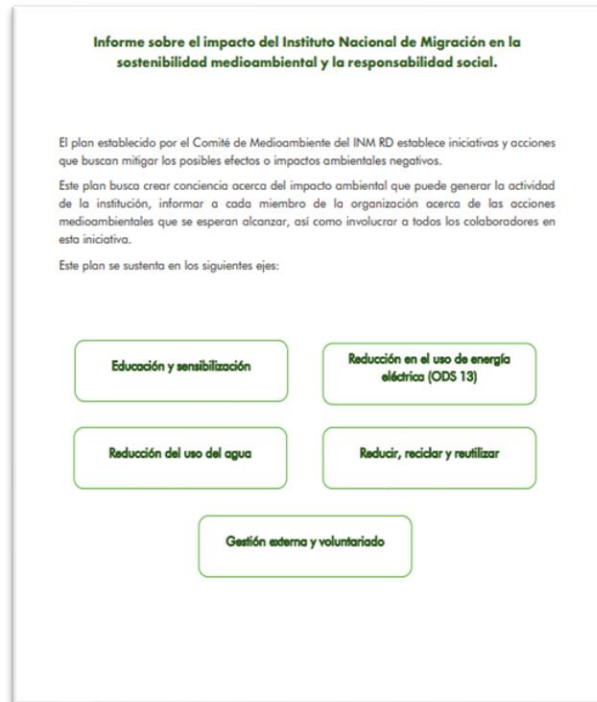 Informe sobre el impacto del Instituto Nacional de Migración en la
sostenibilidad medioambiental y la responsabilidad social.
El plan establecido por el Comité de Medioambiente del INM RD establece iniciativas y acciones
que buscan mitigar los posibles efectos o impactos ambientales negativos.
Este plan busca crear conciencia acerca del impacto ambiental que puede generar la actividad
de la institución, informar a cada miembro de la organización acerca de las acciones
medioambientales que se esperan alcanzar, así como involucrar a todos los colaboradores en
esta iniciativa.
Este plan se sustenta en los siguientes ejes:
Educación y sensibilización
Reducción en el uso de energía
eléctrica (ODS 13)
Reducción del uso del agua
Reducir, reciclar y reutilizar
Gestión externa y voluntariado